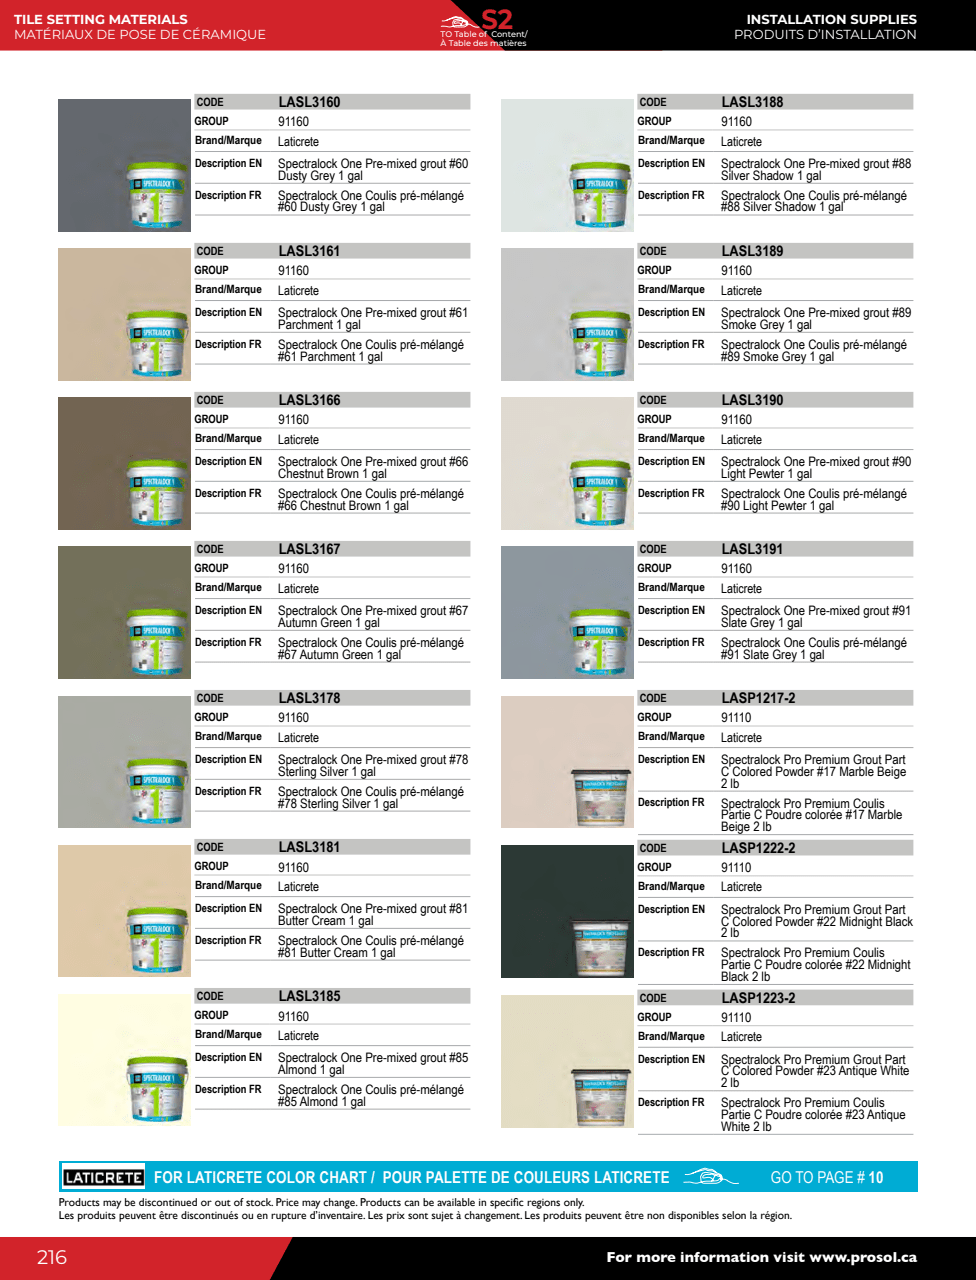 TILE SETTING MATERIALS
MATÉRIAUX DE POSE DE CÉRAMIQUE
S2
TO Table of Content/
À Table des matières
INSTALLATION SUPPLIES
PRODUITS D'INSTALLATION
CODE LASL3160
GROUP 91160
Brand/Marque Laticrete
Description EN Spectralock One Pre-mixed grout #60
Dusty Grey 1 gal
Description FR Spectralock One Coulis pré-mélangé
#60 Dusty Grey 1 gal
CODE LASL3161
GROUP 91160
Brand/Marque Laticrete
Description EN Spectralock One Pre-mixed grout #61
Parchment 1 gal
Description FR Spectralock One Coulis pré-mélangé
#61 Parchment 1 gal
CODE LASL3166
GROUP 91160
Brand/Marque Laticrete
Description EN Spectralock One Pre-mixed grout #66
Chestnut Brown 1 gal
Description FR Spectralock One Coulis pré-mélangé
#66 Chestnut Brown 1 gal
CODE LASL3167
GROUP 91160
Brand/Marque Laticrete
Description EN Spectralock One Pre-mixed grout #67
Autumn Green 1 gal
Description FR Spectralock One Coulis pré-mélangé
#67 Autumn Green 1 gal
CODE LASL3178
GROUP 91160
Brand/Marque Laticrete
Description EN Spectralock One Pre-mixed grout #78
Sterling Silver 1 gal
Description FR Spectralock One Coulis pré-mélangé
#78 Sterling Silver 1 gal
CODE LASL3181
GROUP 91160
Brand/Marque Laticrete
Description EN Spectralock One Pre-mixed grout #81
Butter Cream 1 gal
Description FR Spectralock One Coulis pré-mélangé
#81 Butter Cream 1 gal
CODE LASL3185
GROUP 91160
Brand/Marque Laticrete
Description EN Spectralock One Pre-mixed grout #85
Almond 1 gal
Description FR Spectralock One Coulis pré-mélangé
#85 Almond 1 gal
CODE LASL3188
GROUP 91160
Brand/Marque Laticrete
Description EN Spectralock One Pre-mixed grout #88
Silver Shadow 1 gal
Description FR Spectralock One Coulis pré-mélangé
#88 Silver Shadow 1 gal
CODE LASL3189
GROUP 91160
Brand/Marque Laticrete
Description EN Spectralock One Pre-mixed grout #89
Smoke Grey 1 gal
Description FR Spectralock One Coulis pré-mélangé
#89 Smoke Grey 1 gal
CODE LASL3190
GROUP 91160
Brand/Marque Laticrete
Description EN Spectralock One Pre-mixed grout #90
Light Pewter 1 gal
Description FR Spectralock One Coulis pré-mélangé
#90 Light Pewter 1 gal
CODE LASL3191
GROUP 91160
Brand/Marque Laticrete
Description EN Spectralock One Pre-mixed grout #91
Slate Grey 1 gal
Description FR Spectralock One Coulis pré-mélangé
#91 Slate Grey 1 gal
CODE LASP1217-2
GROUP 91110
Brand/Marque Laticrete
Description EN Spectralock Pro Premium Grout Part
C Colored Powder #17 Marble Beige
2 lb
Description FR Spectralock Pro Premium Coulis
Partie C Poudre colorée #17 Marble
Beige 2 lb
CODE LASP1222-2
GROUP 91110
Brand/Marque Laticrete
Description EN Spectralock Pro Premium Grout Part
C Colored Powder #22 Midnight Black
2 lb
Description FR Spectralock Pro Premium Coulis
Partie C Poudre colorée #22 Midnight
Black 2 lb
CODE LASP1223-2
GROUP 91110
Brand/Marque Laticrete
Description EN Spectralock Pro Premium Grout Part
C Colored Powder #23 Antique White
2 lb
Description FR Spectralock Pro Premium Coulis
Partie C Poudre colorée #23 Antique
White 2 lb
LATICRETE FOR LATICRETE COLOR CHART / POUR PALETTE DE COULEURS LATICRETE GO TO PAGE # 10
Products may be discontinued or out of stock. Price may change. Products can be available in specific regions only.
Les produits peuvent être discontinués ou en rupture d'inventaire. Les prix sont sujet à changement. Les produits peuvent être non disponibles selon la région.
216
For more information visit www.prosol.ca